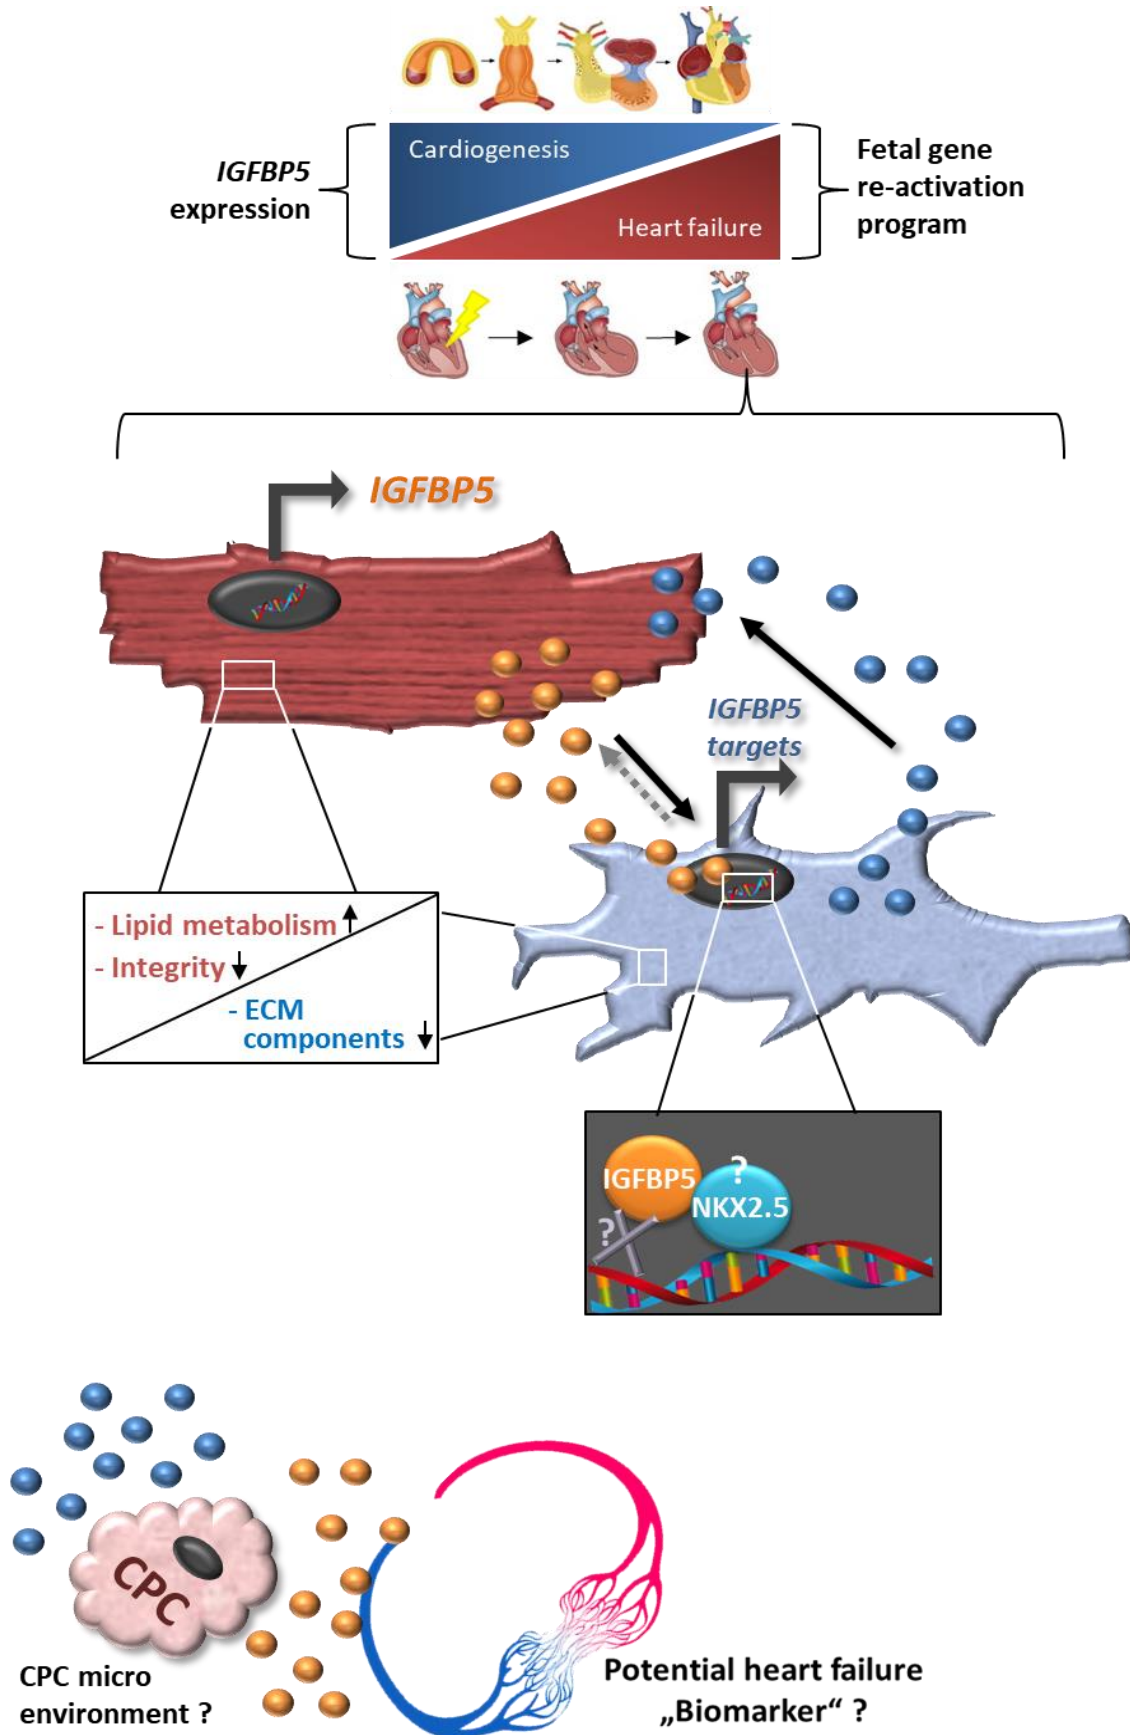 Cardiogenesis
IGFBP5
expression
Heart failure
Fetal gene
re-activation
program
IGFBP5
IGFBP5
targets
- Lipid metabolism
- Integrity
- ECM
components
IGFBP5
?
NKX2.5
?
CPC
CPC micro
environment ?
Potential heart failure
„Biomarker“ ?